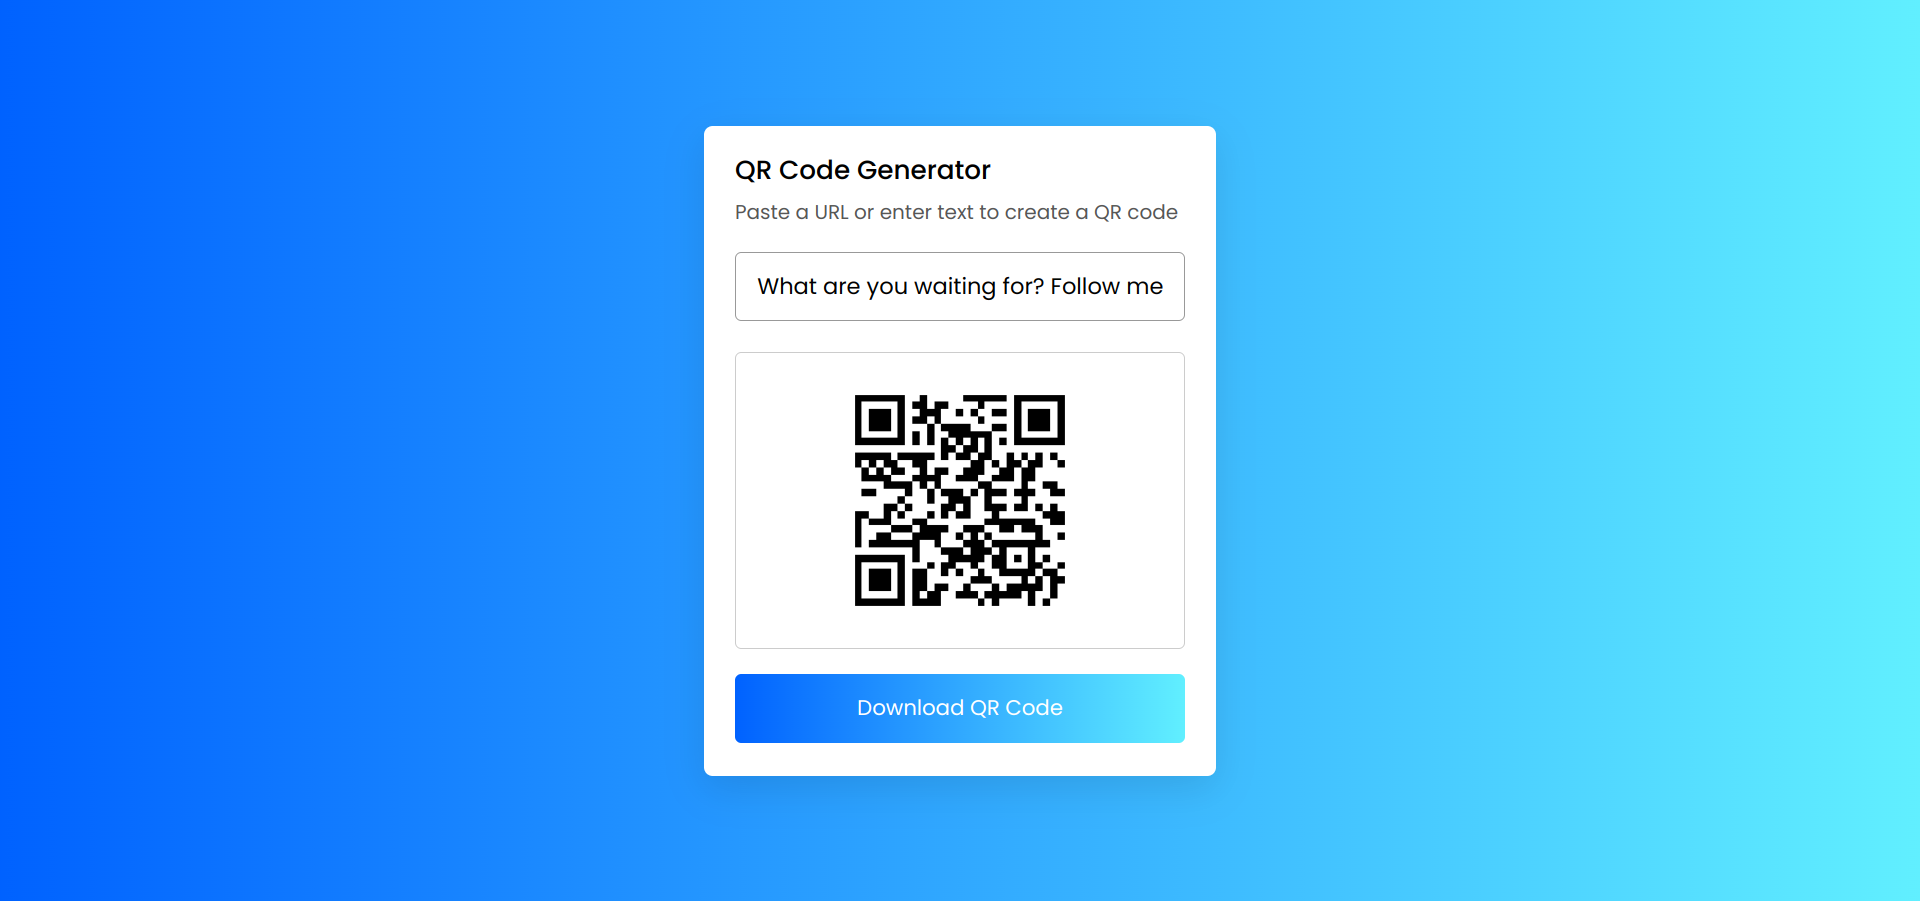 QR Code Generator
Paste a URL or enter text to create a QR code
What are you waiting for? Follow me
Download QR Code